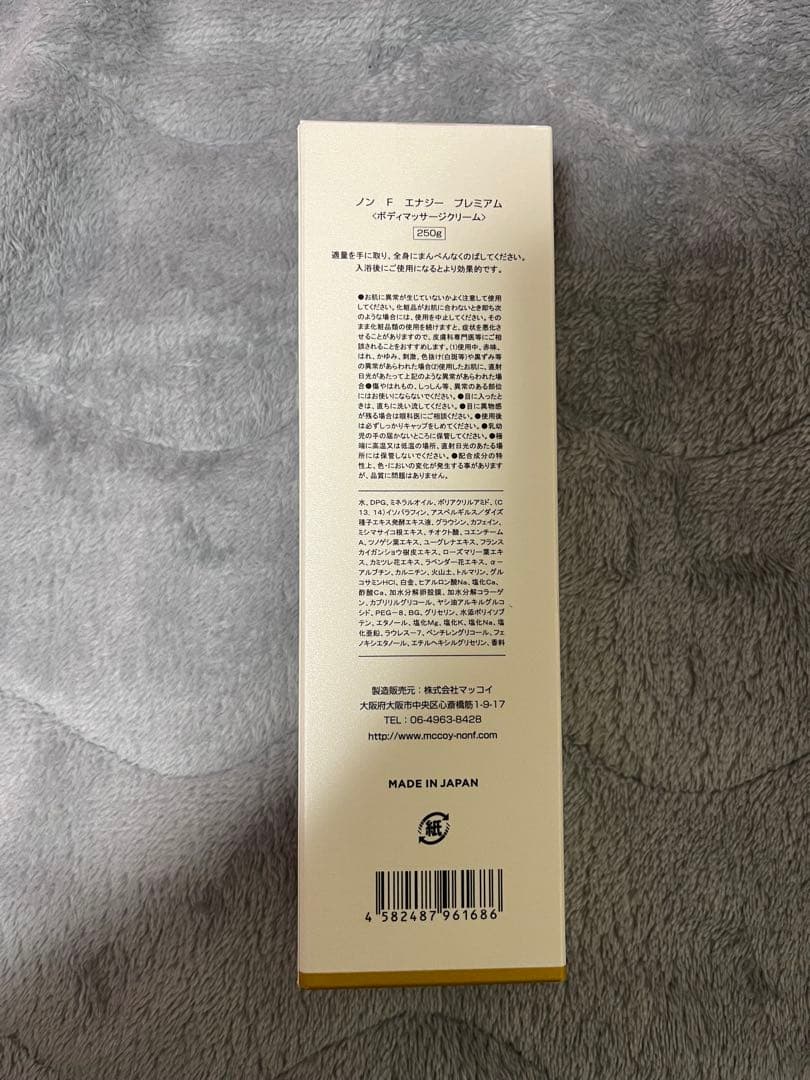 ノン F エナジー プレミアム
〈ボディマッサージクリーム〉
250g
適量を手に取り、全身にまんべんなくのばしてください。
入浴後にご使用になるとより効果的です。
●お肌に異常が生じていないかよく注意して使用
してください。化粧品がお肌に合わないとき即ち次
のような場合には、使用を中止してください。その
まま化粧品類の使用を続けますと、症状を悪化さ
せることがありますので、皮膚科専門医等にご相
談されることをおすすめします。(1)使用中、赤味、
はれ、かゆみ、刺激、色抜け(白斑等)や黒ずみ等
の異常があらわれた場合(2)使用したお肌に、直射
日光があたって上記のような異常があらわれた場
合●傷やはれもの、しっしん等、異常のある部位
にはお使いにならないでください。●目に入ったと
きは、直ちに洗い流してください。●目に異物感
が残る場合は眼科医にご相談ください。●使用後
は必ずしっかりキャップをしめてください。●乳幼
児の手の届かないところに保管してください。●極
端に高温又は低温の場所、直射日光のあたる場
所には保管しないでください。●配合成分の特
性上、色・においの変化が発生する事があります
が、品質に問題はありません。
水、DPG、ミネラルオイル、ポリアクリルアミド、(C
13、14)イソパラフィン、アスペルギルス/ダイズ
種子エキス発酵エキス液、グラウシン、カフェイン、
ミシマサイコ根エキス、チオクト酸、コエンチーム
A、ツノゲシ葉エキス、ユーグレナエキス、フランス
カイガンショウ樹皮エキス、ローズマリー葉エキ
ス、カミツレ花エキス、ラベンダー花エキス、α-
アルブチン、カルニチン、火山土、トルマリン、グル
コサミンHCl、白金、ヒアルロン酸Na、塩化Ca、
酢酸Ca、加水分解卵殻膜、加水分解コラーゲ
ン、カプリリルグリコール、ヤシ油アルキルグルコ
シド、PEG-8、BG、グリセリン、水添ポリイソブ
テン、エタノール、塩化Mg、塩化K、塩化Na、塩
化亜鉛、ラウレス-7、ペンチレングリコール、フェ
ノキシエタノール、エチルヘキシルグリセリン、香料
製造販売元：株式会社マッコイ
大阪府大阪市中央区心斎橋筋1-9-17
TEL：06-4963-8428
http://www.mccoy-nonf.com
MADE IN JAPAN
紙
4 582487 961686